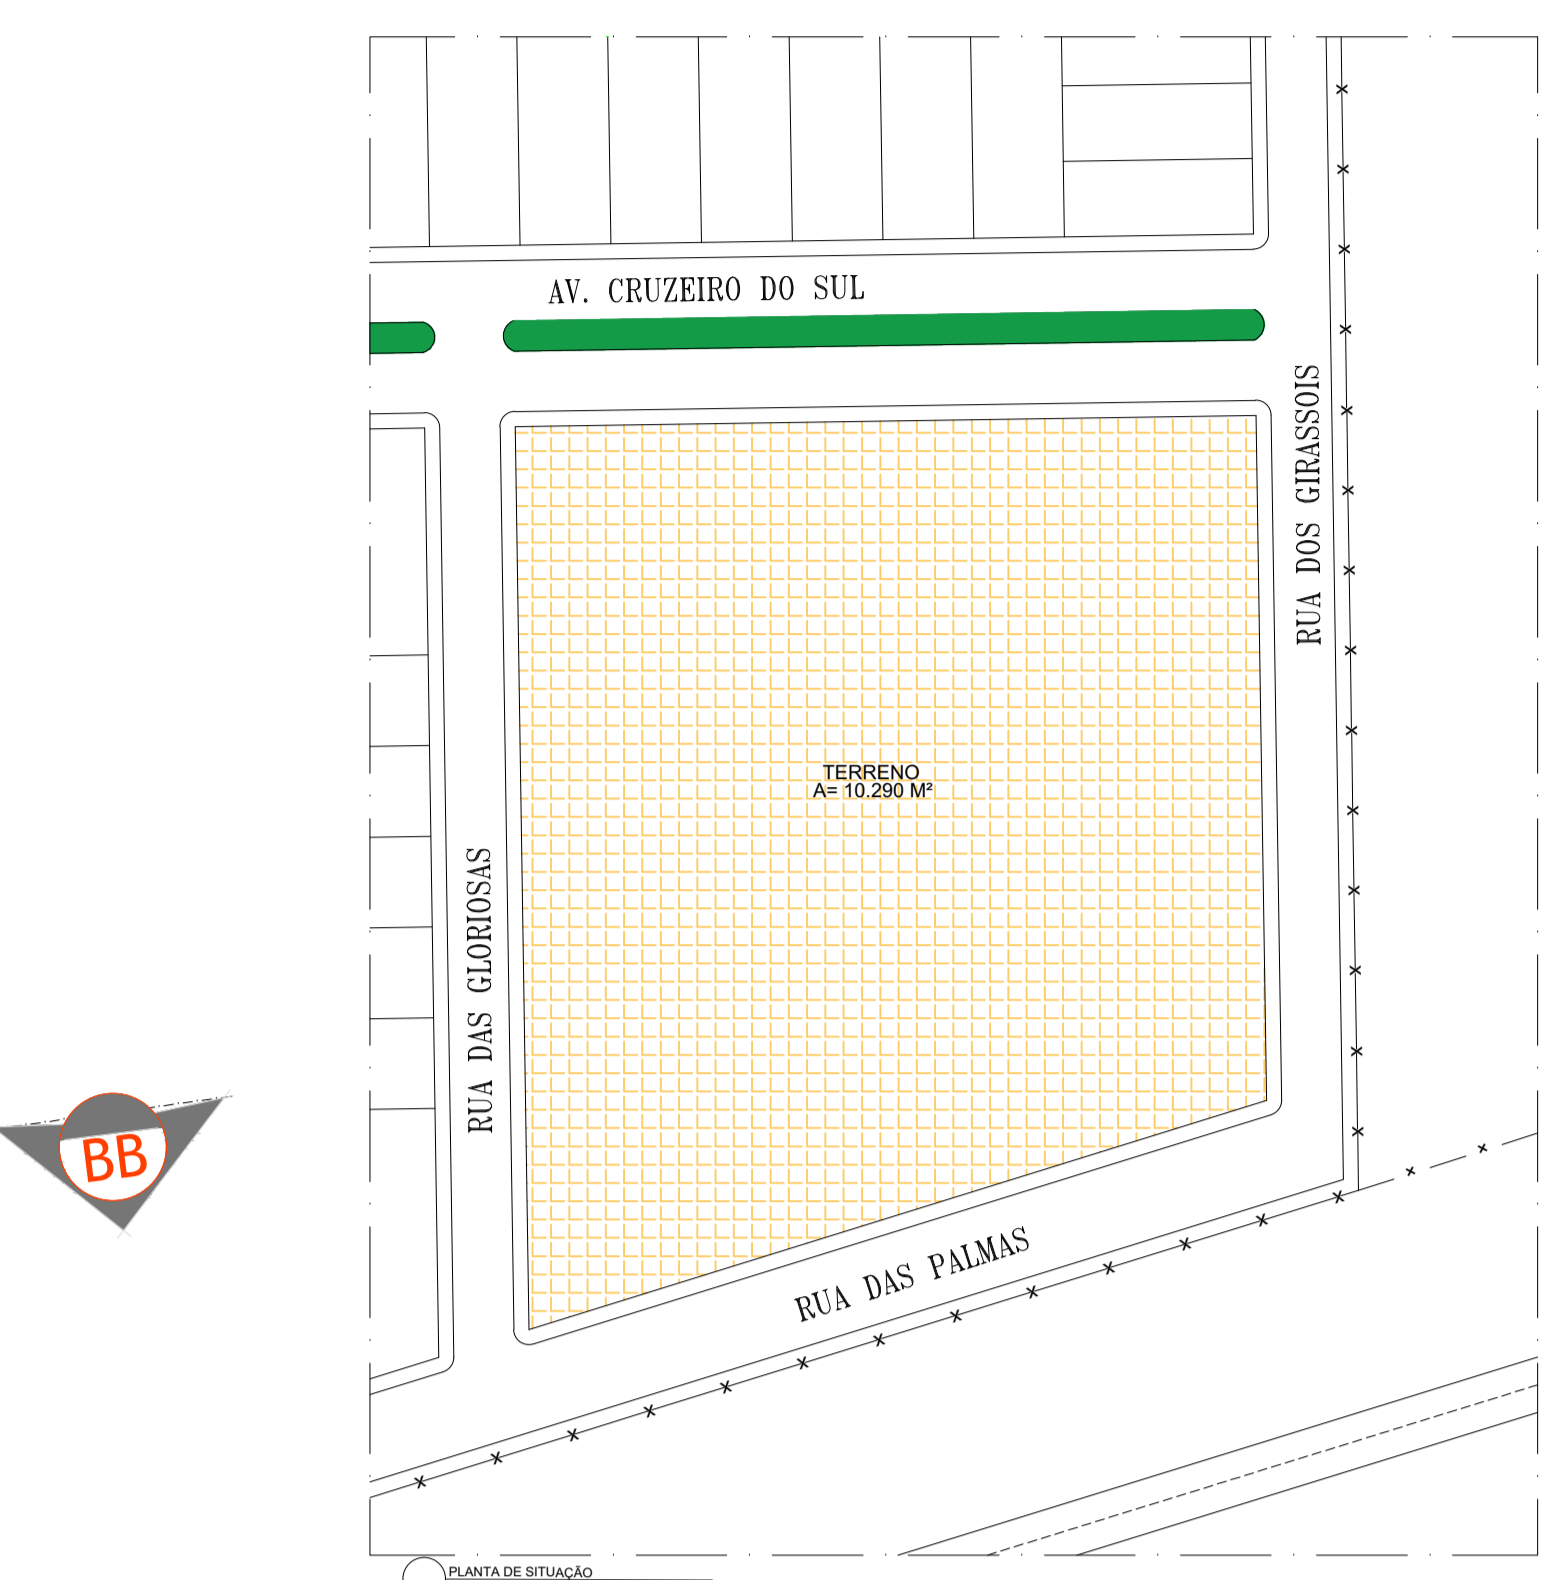 AV. CRUZEIRO DO SUL
RUA DOS GIRASSOIS
TERRENO
A= 10.290 M²
RUA DAS GLORIOSAS
BB
RUA DAS PALMAS
PLANTA DE SITUAÇÃO